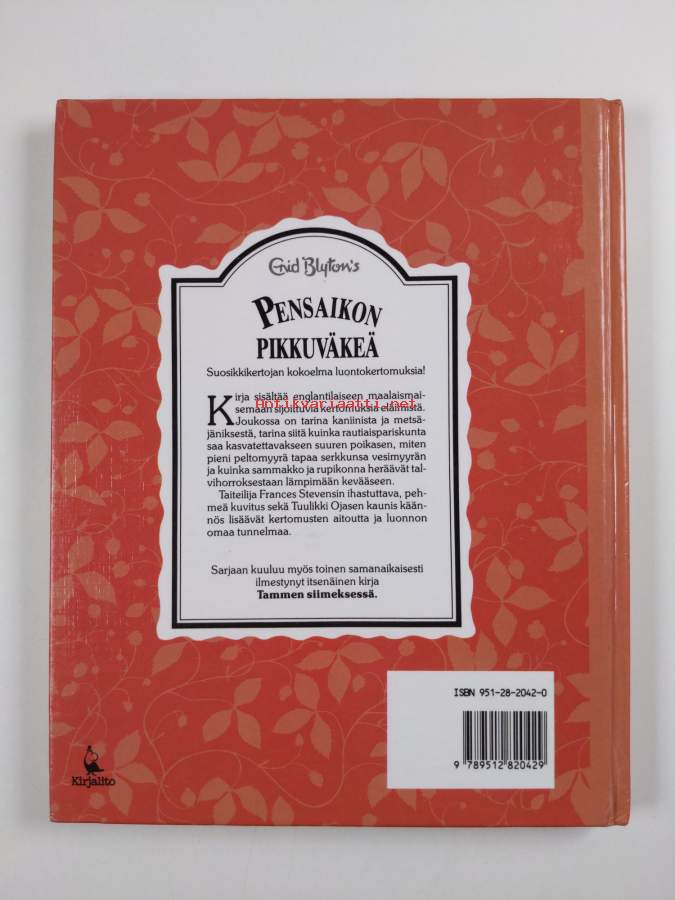 Enid Blyton's
PENSAIKON
PIKKUVÄKEÄ
Suosikkikertojan kokoelma luontokertomuksia!
Kirja sisältää englantilaiseen maalaismai-
Antikvariaatti.net
semaan sijoittuvia kertomuksia eläimistä.
Joukossa on tarina kaniinista ja metsä-
jäniksestä, tarina siitä kuinka rautiaispariskunta
saa kasvatettavakseen suuren poikasen, miten
pieni peltomyyrä tapaa serkkunsa vesimyyrän
ja kuinka sammakko ja rupikonna heräävät tal-
vihorroksestaan lämpimään kevääseen.
Taiteilija Frances Stevensin ihastuttava, peh-
meä kuvitus sekä Tuulikki Ojasen kaunis kään-
nös lisäävät kertomusten aitoutta ja luonnon
omaa tunnelmaa.
Sarjaan kuuluu myös toinen samanaikaisesti
ilmestynyt itsenäinen kirja
Tammen siimeksessä.
ISBN 951-28-2042-0
9 789512 820429
Kirjalito